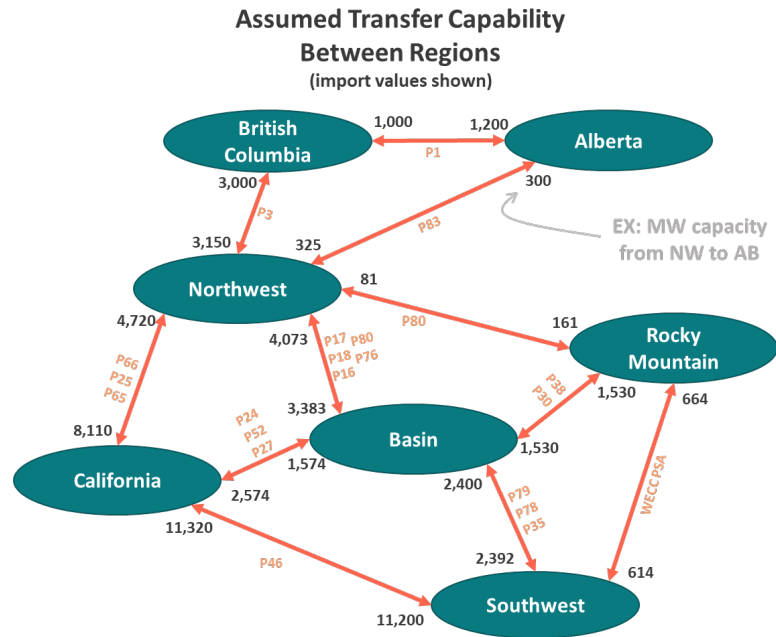 Assumed Transfer Capability
Between Regions
(import values shown)
British
Columbia
1,000
1,200
Alberta
P1
3,000
300
P3
P83
EX: MW capacity
from NW to AB
3,150
325
Northwest
81
4,720
4,073
P17 P80
P18 P76
P16
P80
161
Rocky
Mountain
P66
P25
P65
P38
P30
1,530
664
8,110
3,383
P24
P52
P27
Basin
California
1,574
1,530
2,574
2,400
WECC PSA
11,320
P79
P78
P35
P46
2,392
614
11,200
Southwest